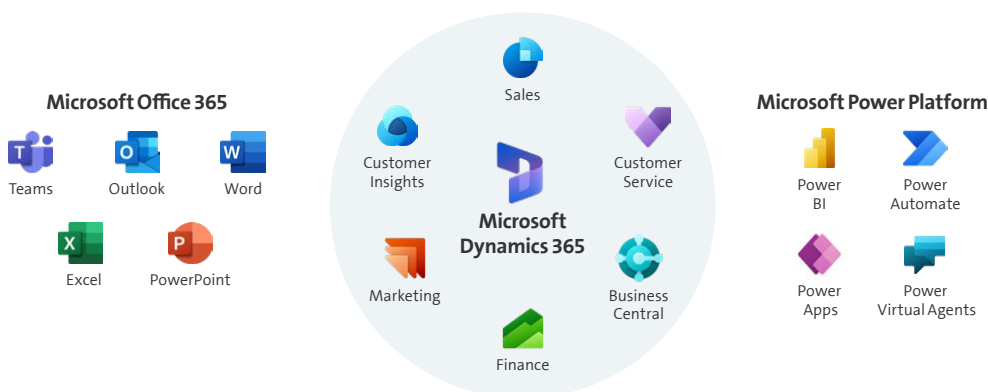 Microsoft Office 365
T
Teams
O
Outlook
W
Word
X
Excel
P
PowerPoint
Sales
Customer
Insights
Customer
Service
Microsoft
Dynamics 365
Marketing
Business
Central
Finance
Microsoft Power Platform
Power
BI
Power
Automate
Power
Apps
Power
Virtual Agents